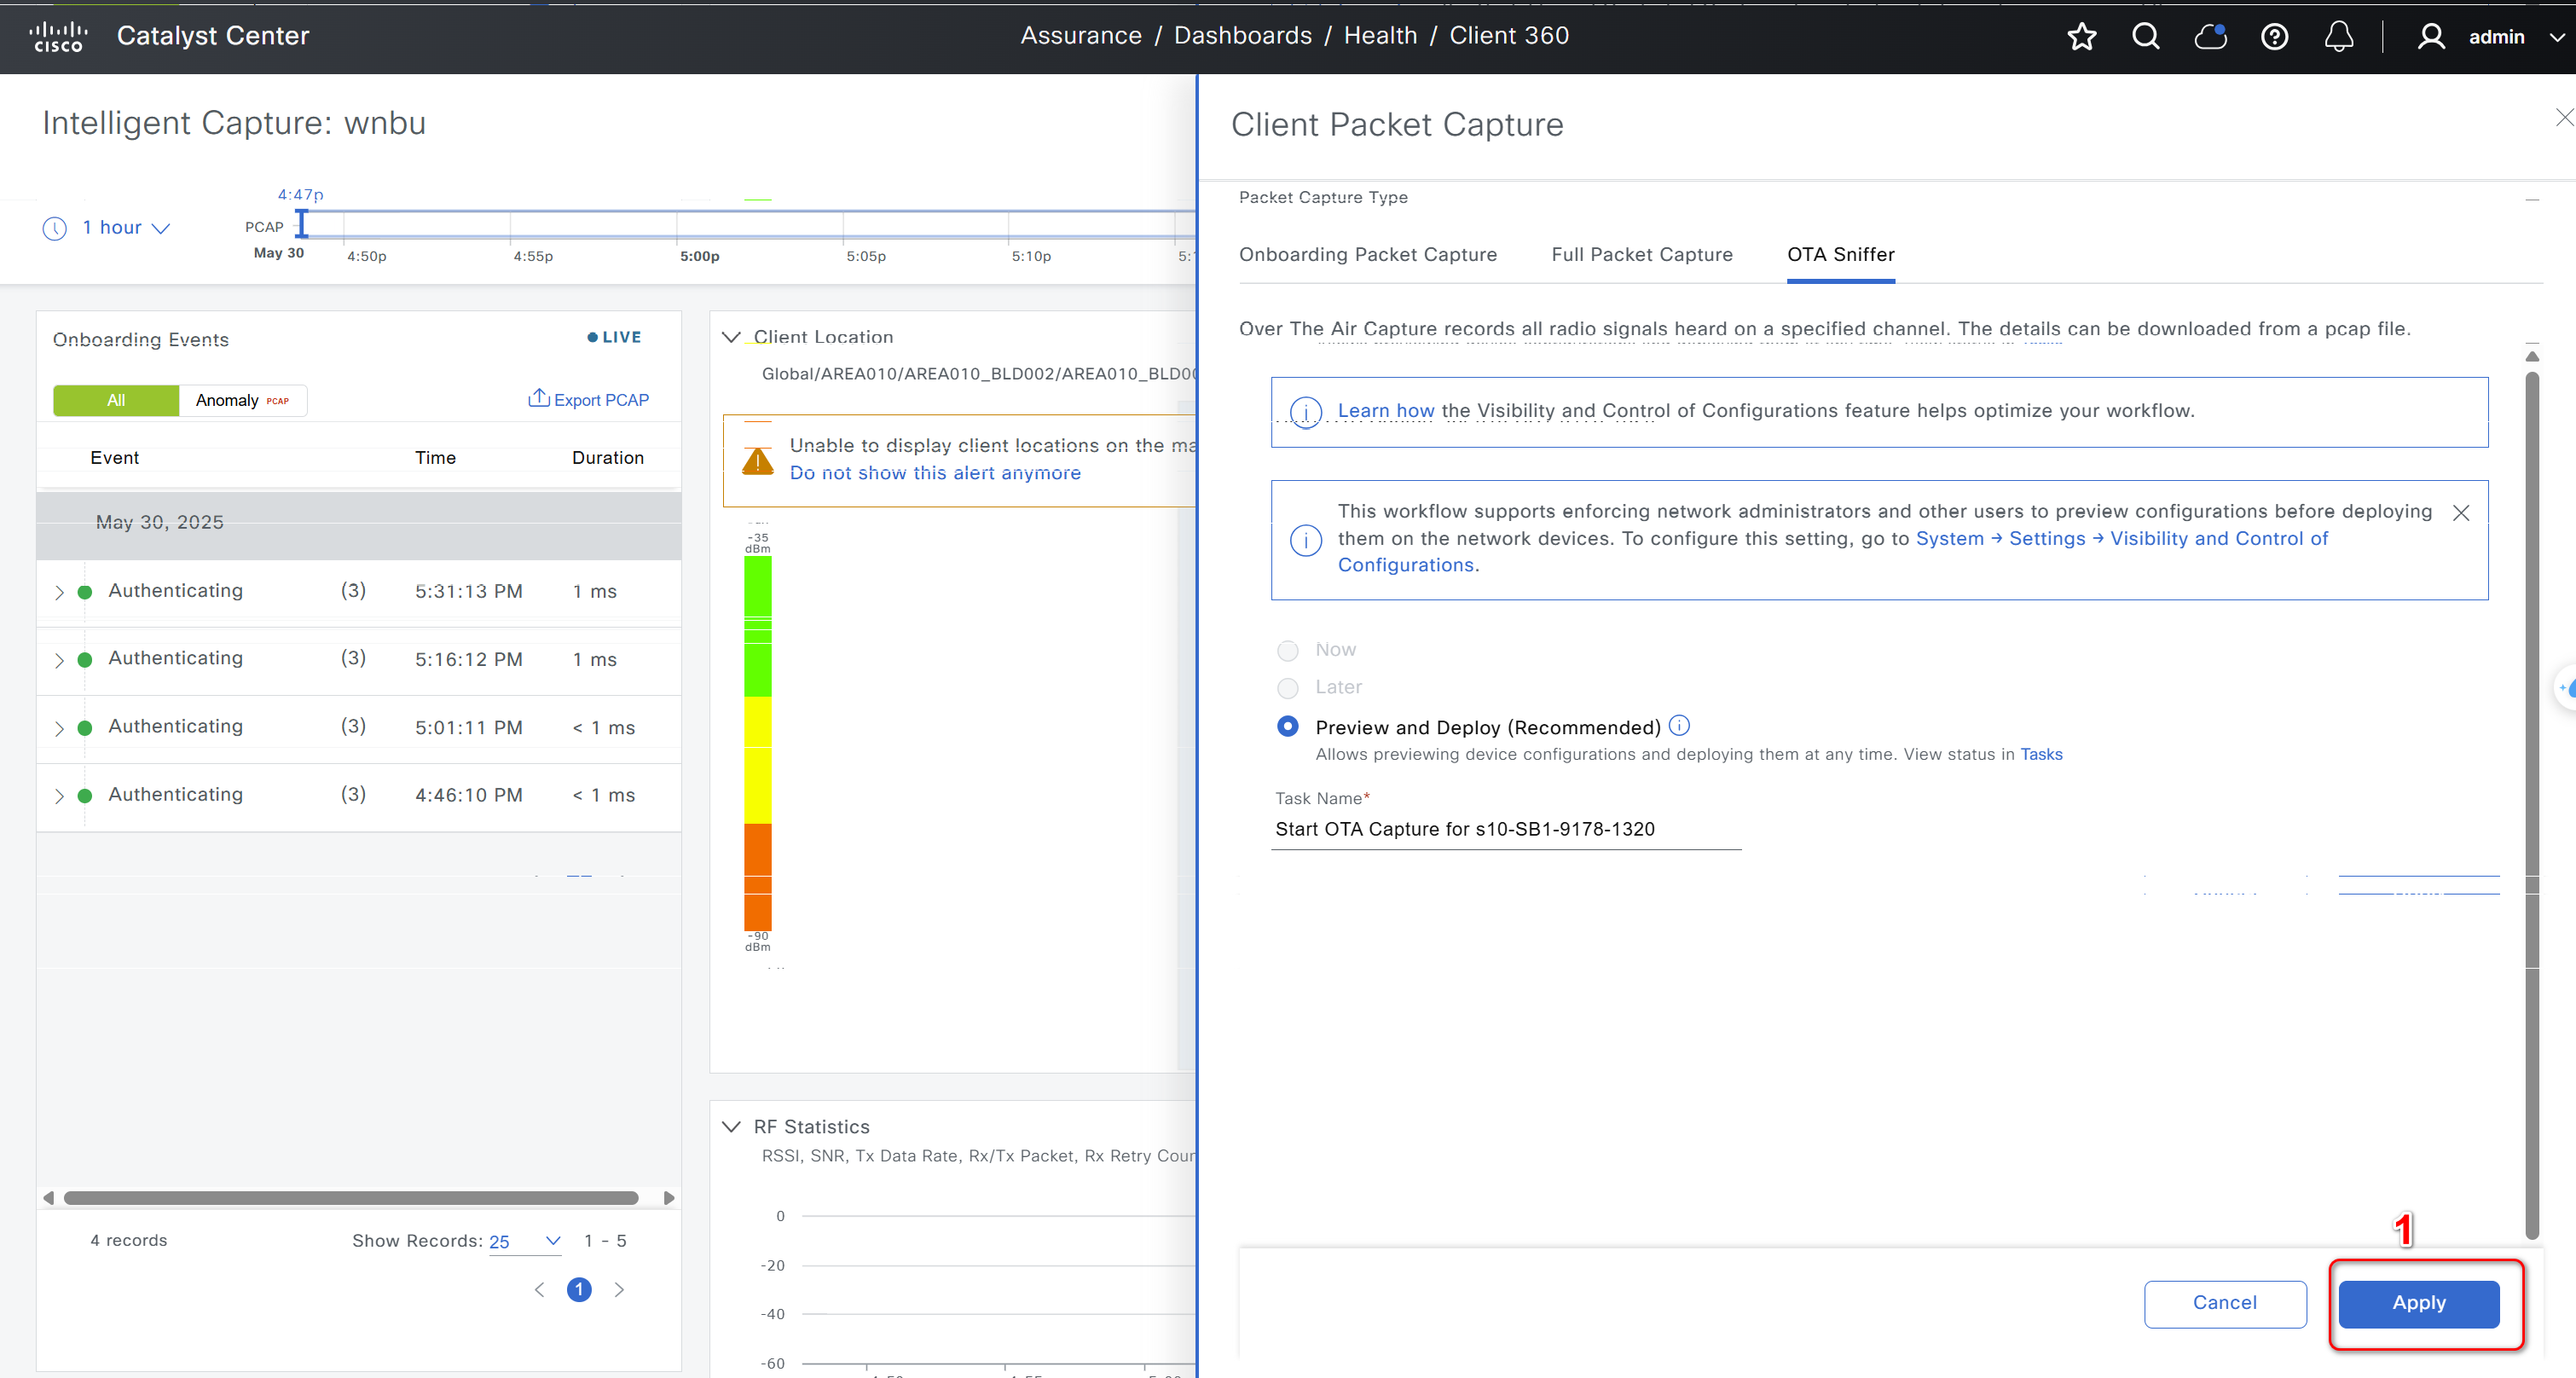 cisco Catalyst Center
Assurance / Dashboards / Health / Client 360
admin
Intelligent Capture: wnbu
1 hour
4:47p
PCAP
May 30
4:50p 4:55p 5:00p 5:05p 5:10p
Onboarding Events
LIVE
All Anomaly PCAP
Export PCAP
Event Time Duration
May 30, 2025
Authenticating (3) 5:31:13 PM 1 ms
Authenticating (3) 5:16:12 PM 1 ms
Authenticating (3) 5:01:11 PM < 1 ms
Authenticating (3) 4:46:10 PM < 1 ms
4 records Show Records: 25 1 - 5
1
Client Location
Global/AREA010/AREA010_BLD002/AREA010_BLD00
Unable to display client locations on the ma
Do not show this alert anymore
-35
dBm
-90
dBm
RF Statistics
RSSI, SNR, Tx Data Rate, Rx/Tx Packet, Rx Retry Cour
0
-20
-40
-60
Client Packet Capture
Packet Capture Type
Onboarding Packet Capture Full Packet Capture OTA Sniffer
Over The Air Capture records all radio signals heard on a specified channel. The details can be downloaded from a pcap file.
Learn how the Visibility and Control of Configurations feature helps optimize your workflow.
This workflow supports enforcing network administrators and other users to preview configurations before deploying
them on the network devices. To configure this setting, go to System → Settings → Visibility and Control of
Configurations.
Now
Later
Preview and Deploy (Recommended)
Allows previewing device configurations and deploying them at any time. View status in Tasks
Task Name*
Start OTA Capture for s10-SB1-9178-1320
1
Cancel Apply